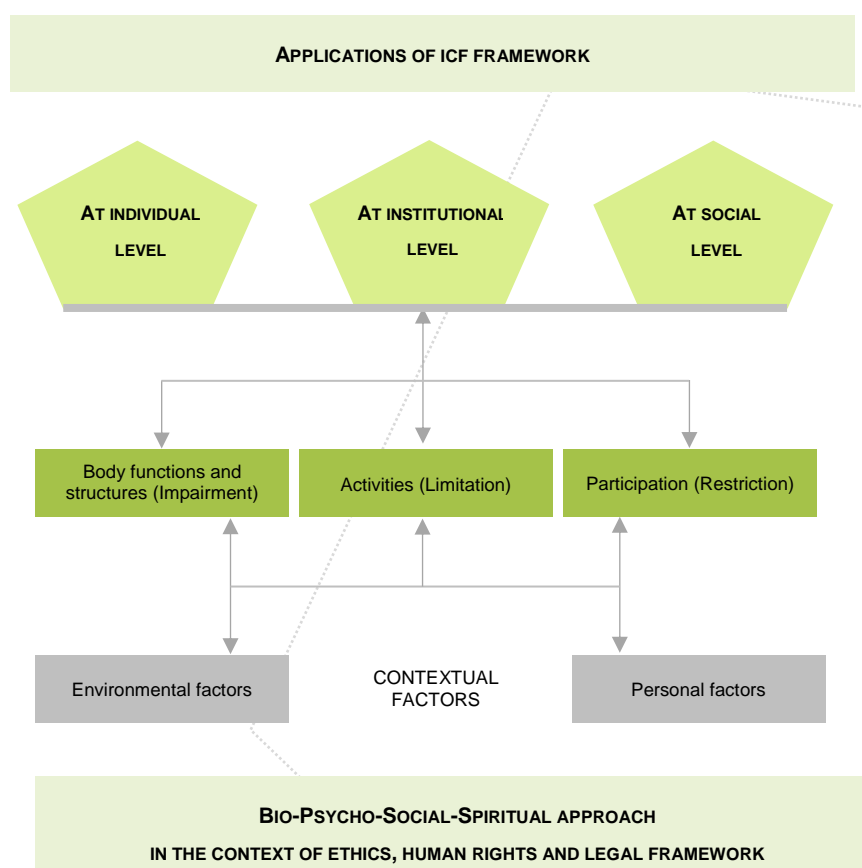 APPLICATIONS OF ICF FRAMEWORK
AT INDIVIDUAL
LEVEL
AT INSTITUTIONAL
LEVEL
AT SOCIAL
LEVEL
Body functions and
structures (Impairment)
Activities (Limitation)
Participation (Restriction)
Environmental factors
CONTEXTUAL
FACTORS
Personal factors
BIO-PSYCHO-SOCIAL-SPIRITUAL APPROACH
IN THE CONTEXT OF ETHICS, HUMAN RIGHTS AND LEGAL FRAMEWORK